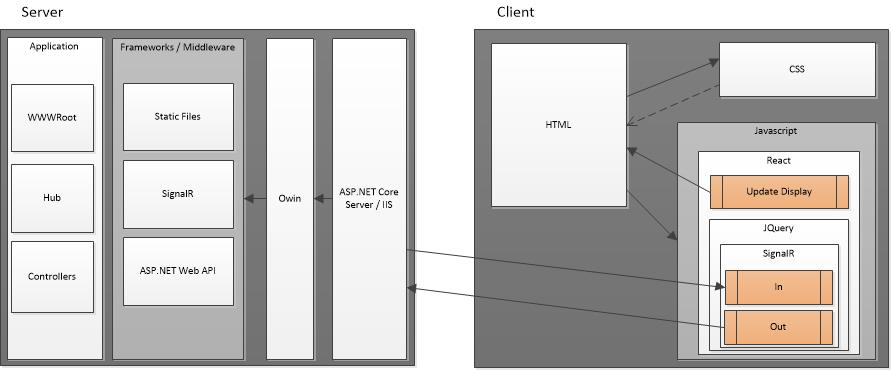 Server
Application
WWWRoot
Hub
Controllers
Frameworks / Middleware
Static Files
SignalR
ASP.NET Web API
Owin
ASP.NET Core
Server / IIS
Client
HTML
CSS
Javascript
React
Update Display
JQuery
SignalR
In
Out